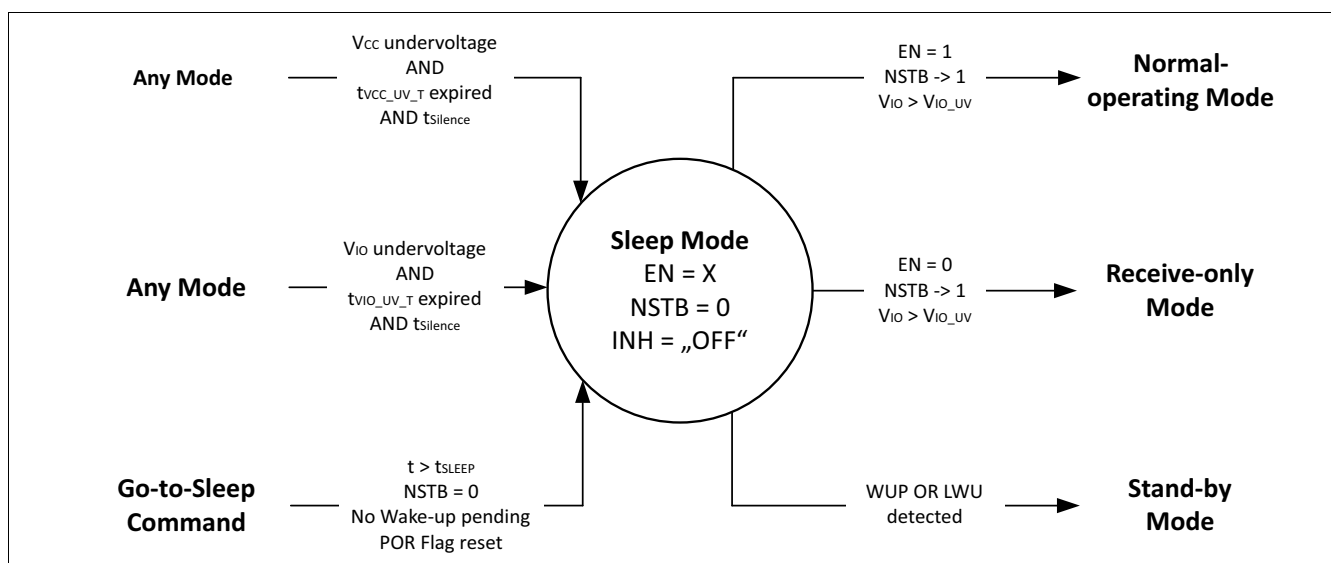 Any Mode
VCC undervoltage
AND
tVCC_UV_T expired
AND tSilence
EN = 1
NSTB -> 1
VIO > VIO_UV
Normal-
operating Mode
Any Mode
VIO undervoltage
AND
tVIO_UV_T expired
AND tSilence
Sleep Mode
EN = X
NSTB = 0
INH = „OFF“
EN = 0
NSTB -> 1
VIO > VIO_UV
Receive-only
Mode
Go-to-Sleep
Command
t > tSLEEP
NSTB = 0
No Wake-up pending
POR Flag reset
WUP OR LWU
detected
Stand-by
Mode